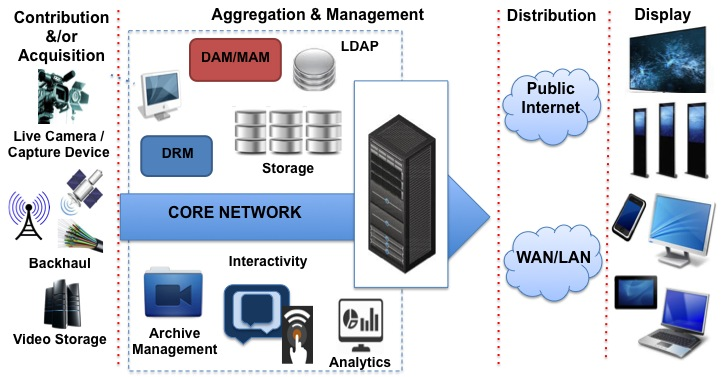 Contribution
&/or
Acquisition
Live Camera /
Capture Device
Backhaul
Video Storage
Aggregation & Management
DAM/MAM
LDAP
DRM
Storage
CORE NETWORK
Interactivity
Archive
Management
Analytics
Distribution
Public
Internet
WAN/LAN
Display